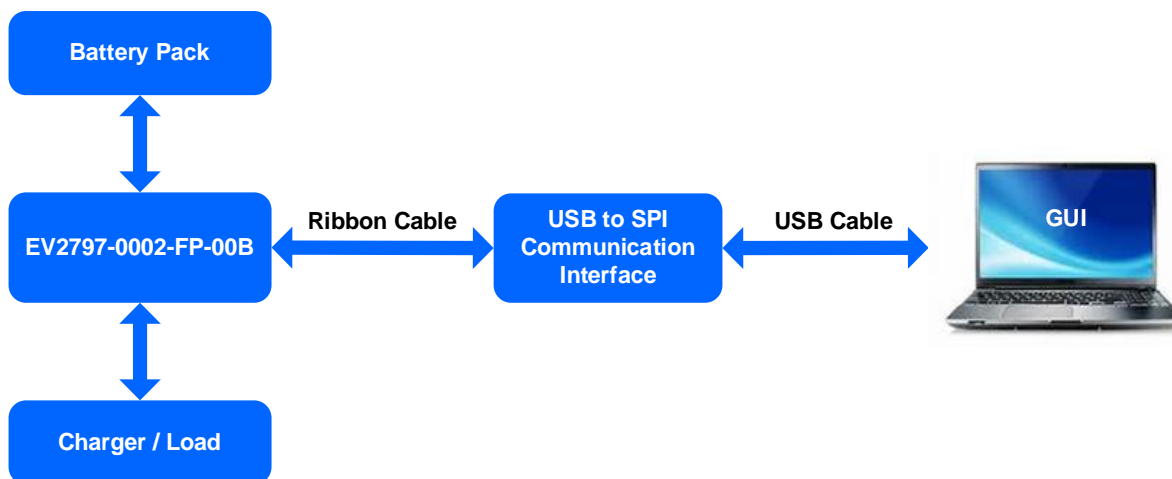 Battery Pack
EV2797-0002-FP-00B
Ribbon Cable
USB to SPI
Communication
Interface
USB Cable
GUI
Charger / Load